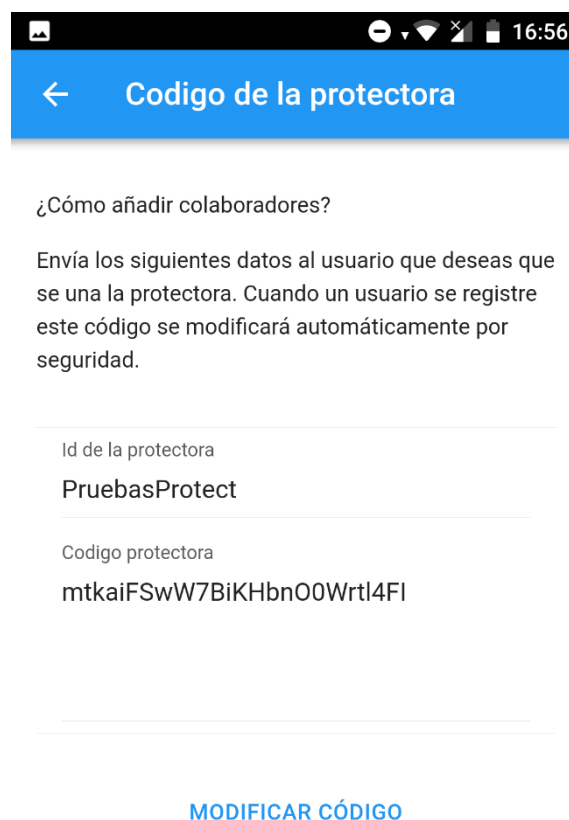 16:56
Codigo de la protectora
¿Cómo añadir colaboradores?
Envía los siguientes datos al usuario que deseas que
se una la protectora. Cuando un usuario se registre
este código se modificará automáticamente por
seguridad.
Id de la protectora
PruebasProtect
Codigo protectora
mtkaiFSwW7BiKHbnO0Wrtl4FI
MODIFICAR CÓDIGO